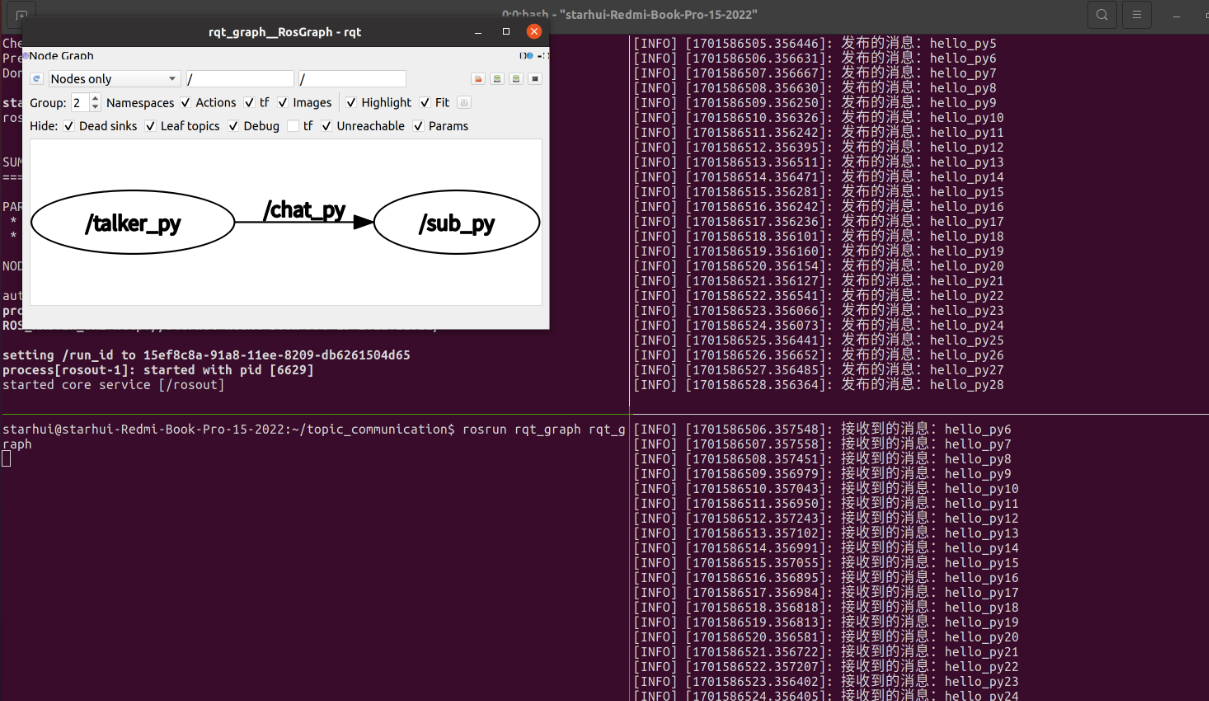 0:0:bash - "starhui-Redmi-Book-Pro-15-2022"
rqt_graph__RosGraph - rqt
Node Graph
Nodes only
/
/
Group: 2 Namespaces ✓ Actions ✓ tf ✓ Images ✓ Highlight ✓ Fit
Hide: ✓ Dead sinks ✓ Leaf topics ✓ Debug tf ✓ Unreachable ✓ Params
/talker_py
/chat_py
/sub_py
Che
Pre
Don
sta
ros
SUM
===
PAR
*
*
NOD
aut
pro
setting /run_id to 15ef8c8a-91a8-11ee-8209-db6261504d65
process[rosout-1]: started with pid [6629]
started core service [/rosout]
starhui@starhui-Redmi-Book-Pro-15-2022:~/topic_communication$ rosrun rqt_graph rqt_g
raph
[INFO] [1701586505.356446]: 发布的消息：hello_py5
[INFO] [1701586506.356631]: 发布的消息：hello_py6
[INFO] [1701586507.356667]: 发布的消息：hello_py7
[INFO] [1701586508.356630]: 发布的消息：hello_py8
[INFO] [1701586509.356250]: 发布的消息：hello_py9
[INFO] [1701586510.356326]: 发布的消息：hello_py10
[INFO] [1701586511.356242]: 发布的消息：hello_py11
[INFO] [1701586512.356395]: 发布的消息：hello_py12
[INFO] [1701586513.356511]: 发布的消息：hello_py13
[INFO] [1701586514.356471]: 发布的消息：hello_py14
[INFO] [1701586515.356281]: 发布的消息：hello_py15
[INFO] [1701586516.356242]: 发布的消息：hello_py16
[INFO] [1701586517.356236]: 发布的消息：hello_py17
[INFO] [1701586518.356101]: 发布的消息：hello_py18
[INFO] [1701586519.356160]: 发布的消息：hello_py19
[INFO] [1701586520.356154]: 发布的消息：hello_py20
[INFO] [1701586521.356127]: 发布的消息：hello_py21
[INFO] [1701586522.356541]: 发布的消息：hello_py22
[INFO] [1701586523.356066]: 发布的消息：hello_py23
[INFO] [1701586524.356073]: 发布的消息：hello_py24
[INFO] [1701586525.356441]: 发布的消息：hello_py25
[INFO] [1701586526.356652]: 发布的消息：hello_py26
[INFO] [1701586527.356485]: 发布的消息：hello_py27
[INFO] [1701586528.356364]: 发布的消息：hello_py28
[INFO] [1701586506.357548]: 接收到的消息：hello_py6
[INFO] [1701586507.357558]: 接收到的消息：hello_py7
[INFO] [1701586508.357451]: 接收到的消息：hello_py8
[INFO] [1701586509.356979]: 接收到的消息：hello_py9
[INFO] [1701586510.357043]: 接收到的消息：hello_py10
[INFO] [1701586511.356950]: 接收到的消息：hello_py11
[INFO] [1701586512.357243]: 接收到的消息：hello_py12
[INFO] [1701586513.357102]: 接收到的消息：hello_py13
[INFO] [1701586514.356991]: 接收到的消息：hello_py14
[INFO] [1701586515.357055]: 接收到的消息：hello_py15
[INFO] [1701586516.356895]: 接收到的消息：hello_py16
[INFO] [1701586517.356984]: 接收到的消息：hello_py17
[INFO] [1701586518.356818]: 接收到的消息：hello_py18
[INFO] [1701586519.356813]: 接收到的消息：hello_py19
[INFO] [1701586520.356581]: 接收到的消息：hello_py20
[INFO] [1701586521.356722]: 接收到的消息：hello_py21
[INFO] [1701586522.357207]: 接收到的消息：hello_py22
[INFO] [1701586523.356402]: 接收到的消息：hello_py23
[INFO] [1701586524.356405]: 接收到的消息：hello_py24